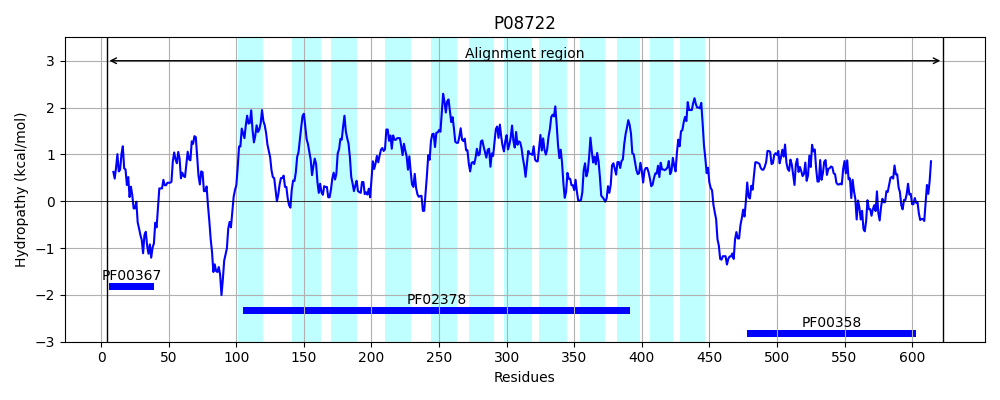 P08722
Alignment region
Hydropathy (kcal/mol)
3
2
1
0
−1
−2
−3
PF00367
PF02378
PF00358
0 50 100 150 200 250 300 350 400 450 500 550 600
Residues